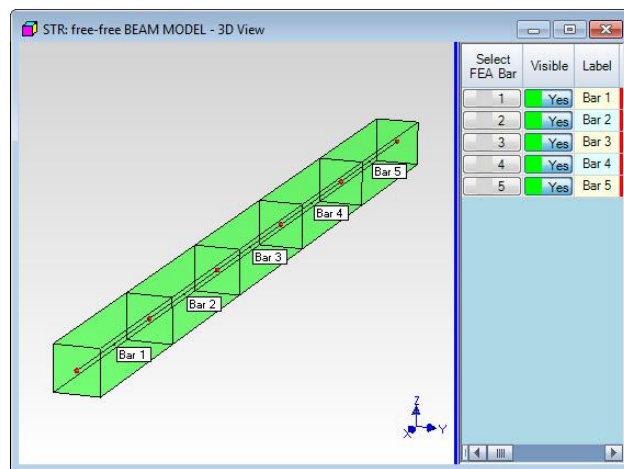 STR: free-free BEAM MODEL - 3D View
Select FEA Bar Visible Label
1 Yes Bar 1
2 Yes Bar 2
3 Yes Bar 3
4 Yes Bar 4
5 Yes Bar 5
Bar 5
Bar 4
Bar 3
Bar 2
Bar 1
Z
X Y